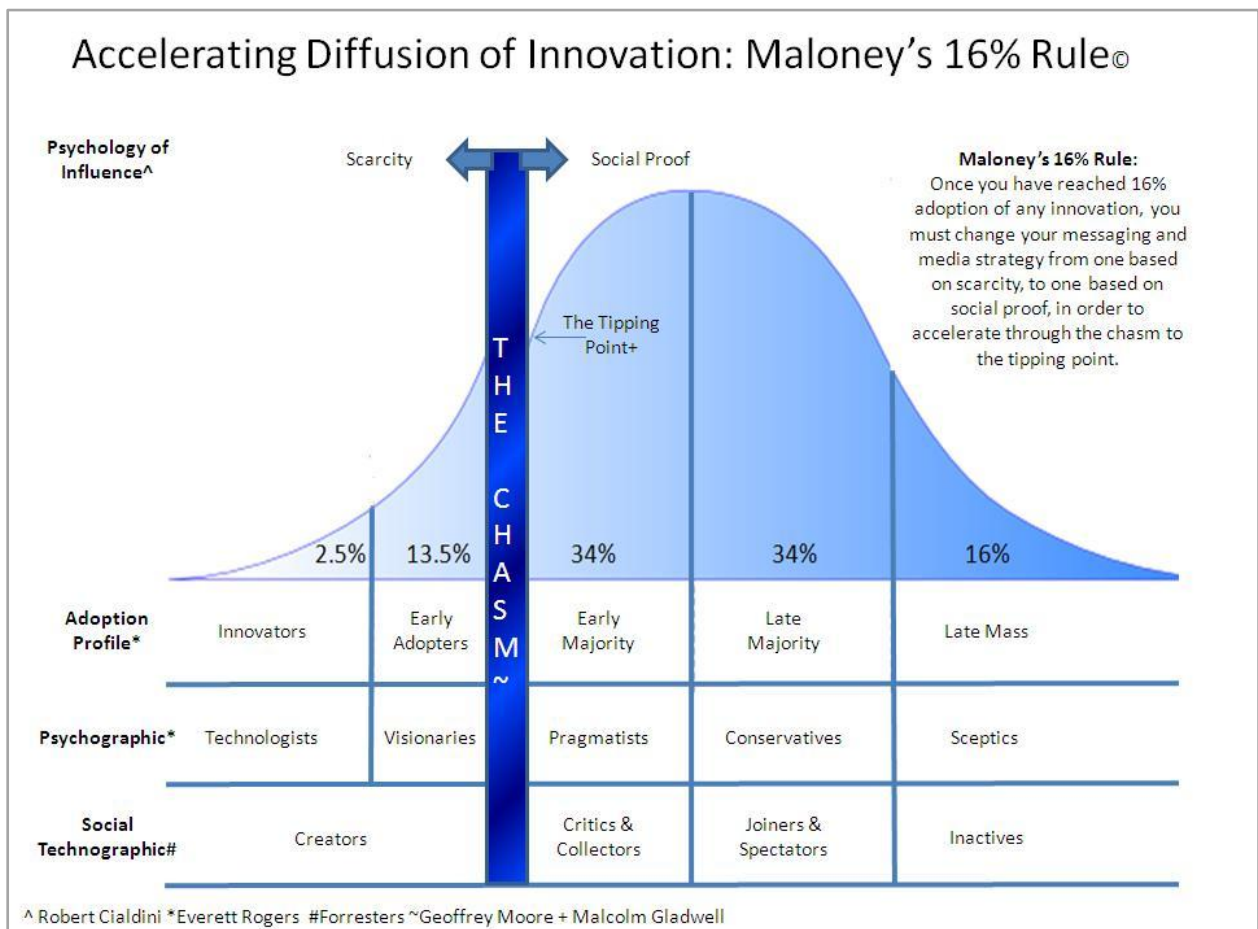 Accelerating Diffusion of Innovation: Maloney's 16% Rule©
Psychology of
Influence^
Scarcity
Social Proof
Maloney's 16% Rule:
Once you have reached 16%
adoption of any innovation, you
must change your messaging and
media strategy from one based
on scarcity, to one based on
social proof, in order to
accelerate through the chasm to
the tipping point.
The Tipping
Point+
T
H
E
C
H
A
S
M
~
2.5%
13.5%
34%
34%
16%
Adoption
Profile*
Innovators
Early
Adopters
Early
Majority
Late
Majority
Late Mass
Psychographic*
Technologists
Visionaries
Pragmatists
Conservatives
Sceptics
Social
Technographic#
Creators
Critics &
Collectors
Joiners &
Spectators
Inactives
^ Robert Cialdini *Everett Rogers #Forresters ~Geoffrey Moore + Malcolm Gladwell